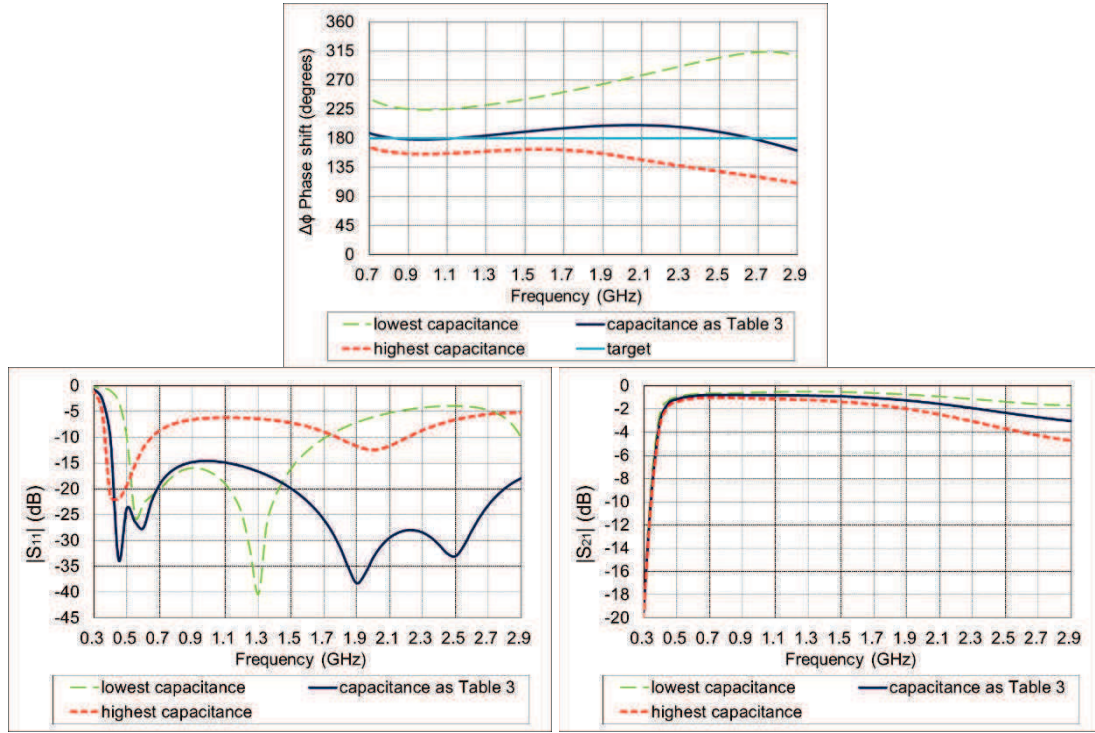 360
315
270
225
180
135
90
45
0
Δϕ Phase shift (degrees)
0.7 0.9 1.1 1.3 1.5 1.7 1.9 2.1 2.3 2.5 2.7 2.9
Frequency (GHz)
lowest capacitance capacitance as Table 3
highest capacitance target
0
-5
-10
-15
-20
-25
-30
-35
-40
-45
|S11| (dB)
0.3 0.5 0.7 0.9 1.1 1.3 1.5 1.7 1.9 2.1 2.3 2.5 2.7 2.9
Frequency (GHz)
lowest capacitance capacitance as Table 3
highest capacitance
0
-2
-4
-6
-8
-10
-12
-14
-16
-18
-20
|S21| (dB)
0.3 0.5 0.7 0.9 1.1 1.3 1.5 1.7 1.9 2.1 2.3 2.5 2.7 2.9
Frequency (GHz)
lowest capacitance capacitance as Table 3
highest capacitance